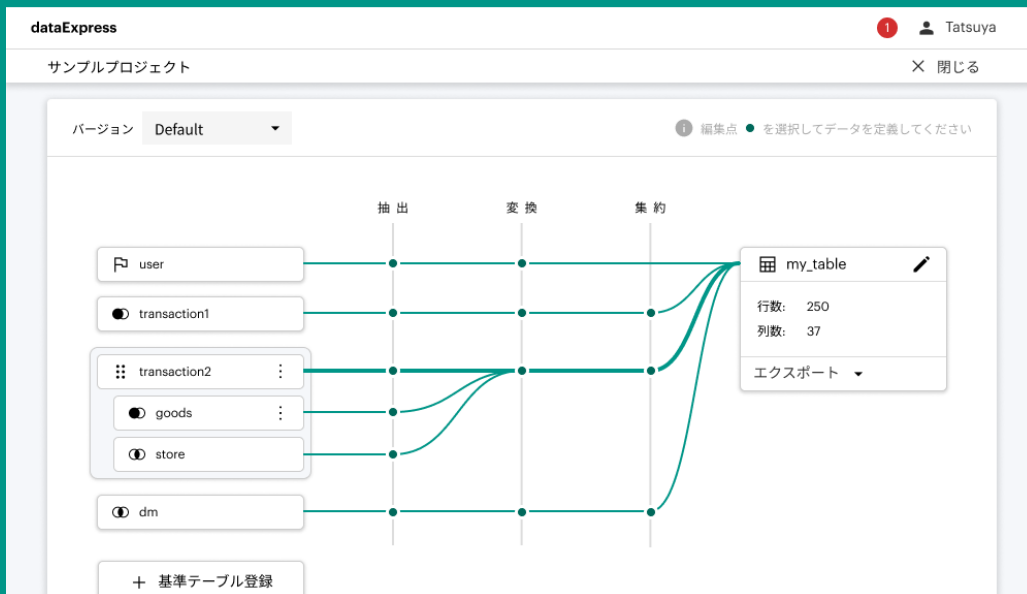 dataExpress
1
Tatsuya
サンプルプロジェクト
閉じる
バージョン
Default
編集点 を選択してデータを定義してください
抽出
変換
集約
user
transaction1
transaction2
goods
store
dm
基準テーブル登録
my_table
行数: 250
列数: 37
エクスポート